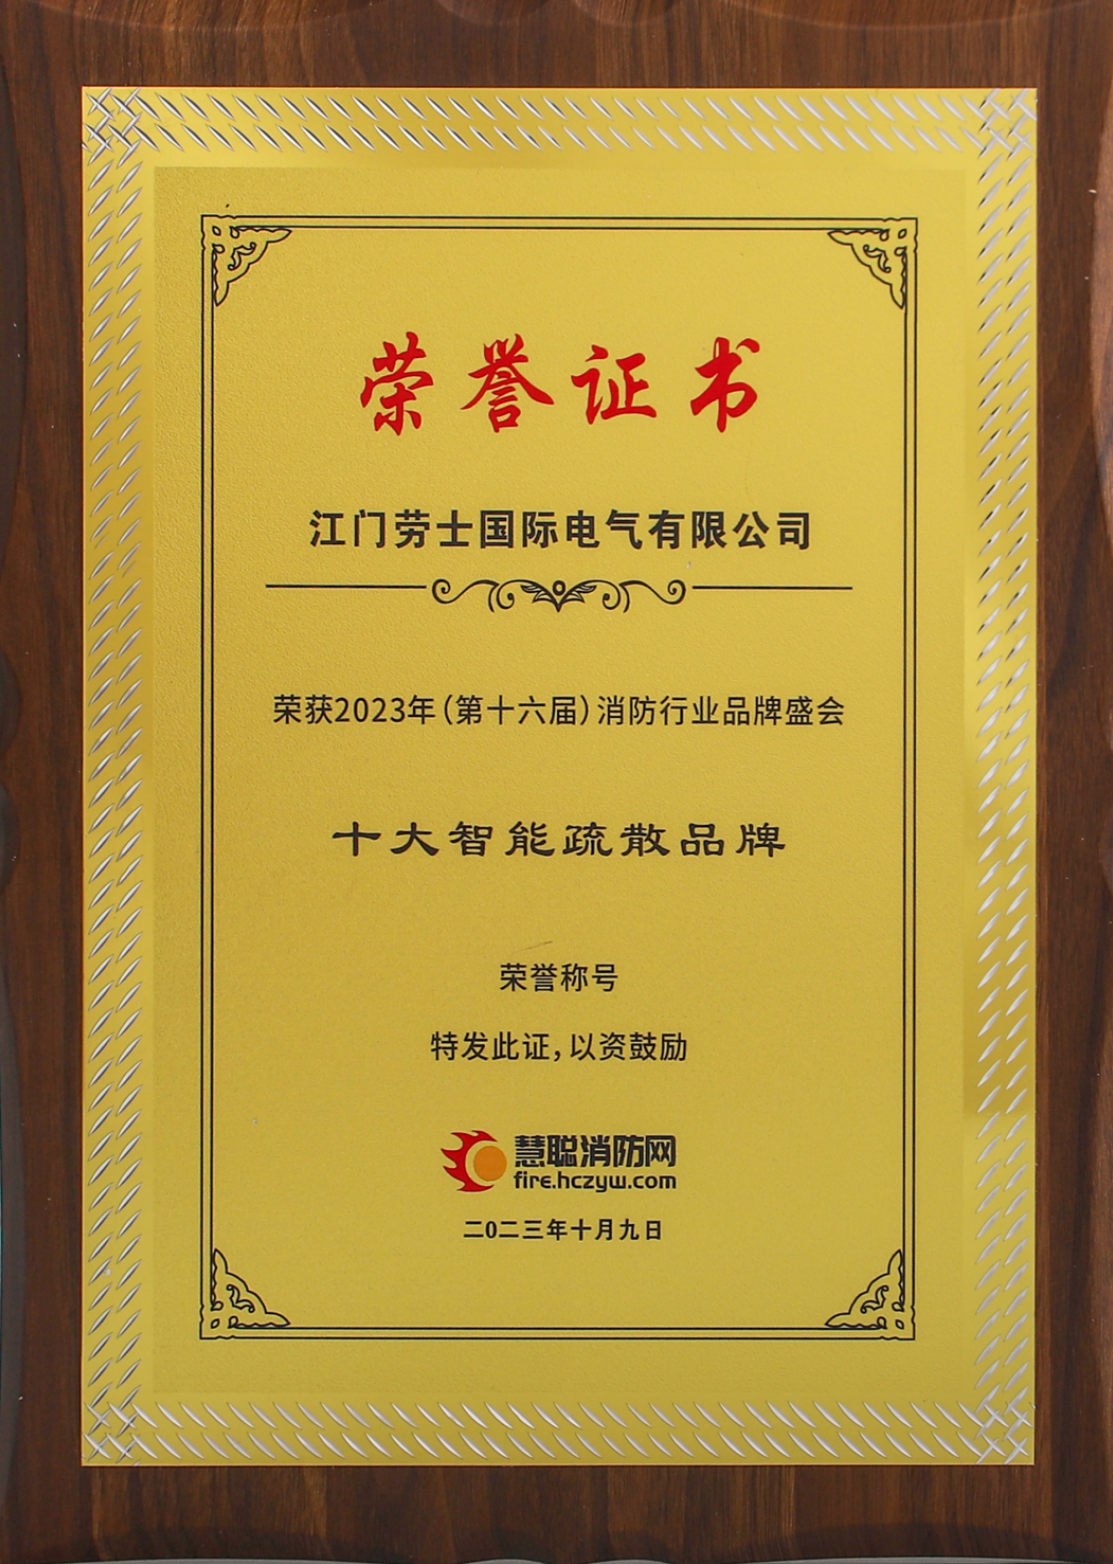 荣誉证书
江门劳士国际电气有限公司
荣获2023年(第十六届)消防行业品牌盛会
十大智能疏散品牌
荣誉称号
特发此证,以资鼓励
慧聪消防网
fire.hczyw.com
二0二三年十月九日